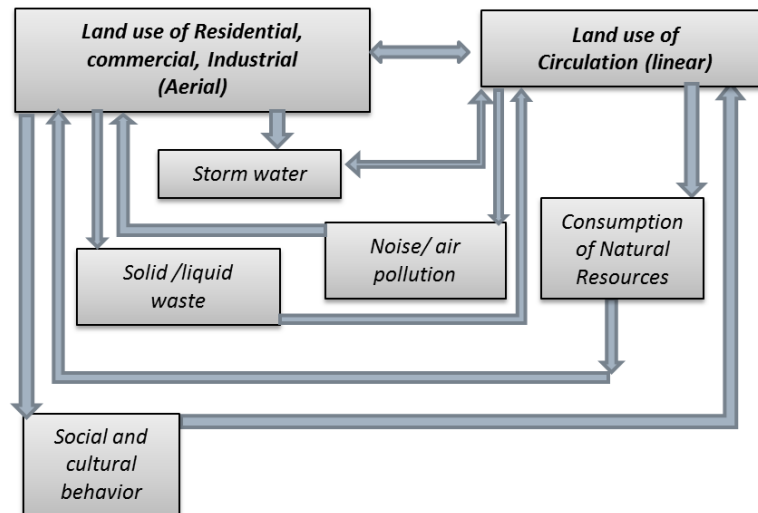 Land use of Residential,
commercial, Industrial
(Aerial)
Land use of
Circulation (linear)
Storm water
Noise/ air
pollution
Consumption
of Natural
Resources
Solid /liquid
waste
Social and
cultural
behavior